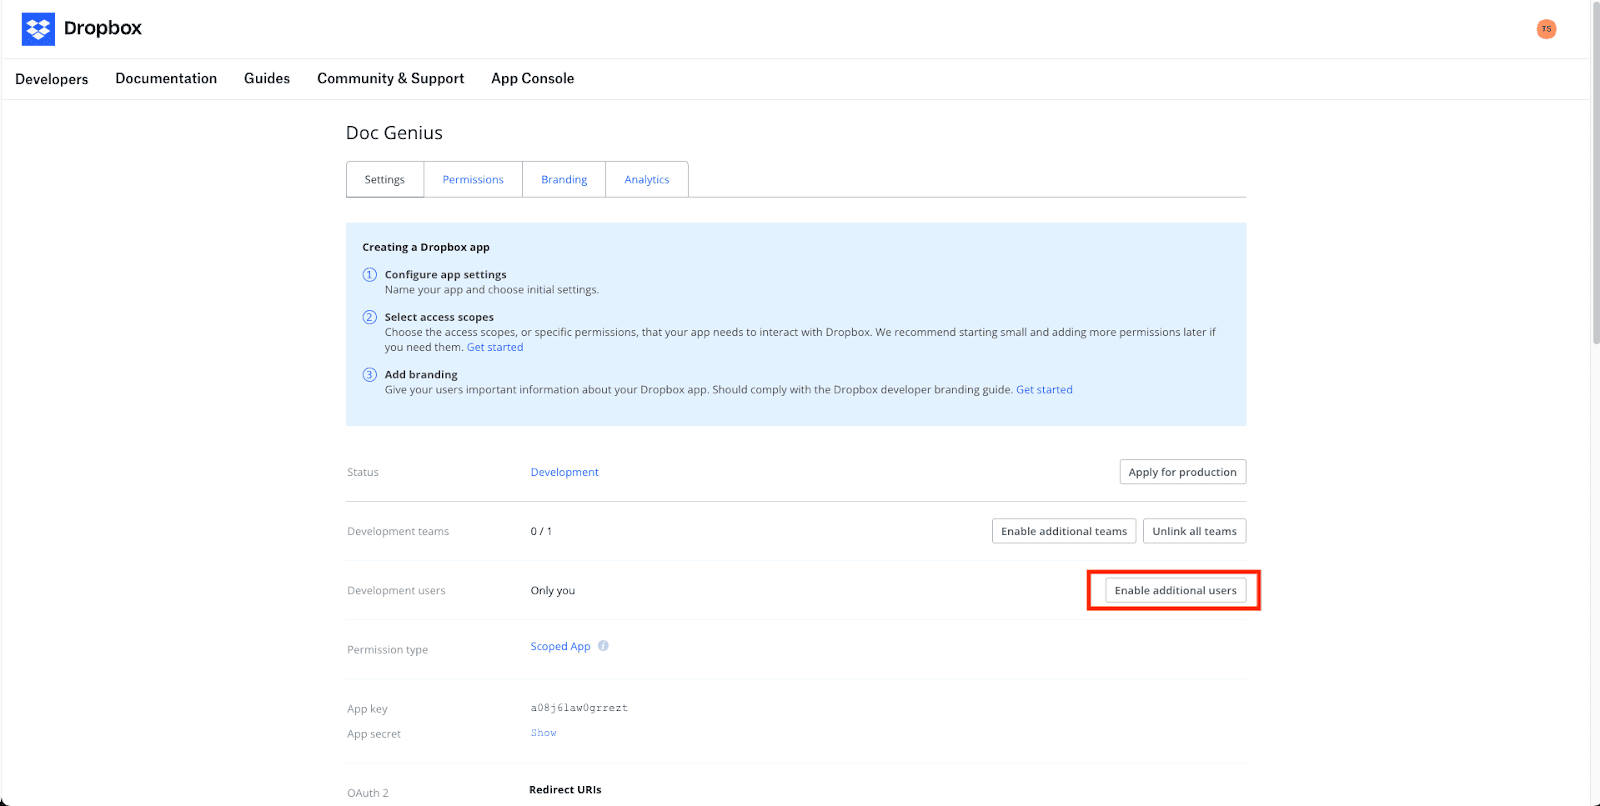 Dropbox
TS
Developers Documentation Guides Community & Support App Console
Doc Genius
Settings Permissions Branding Analytics
Creating a Dropbox app
1 Configure app settings
Name your app and choose initial settings.
2 Select access scopes
Choose the access scopes, or specific permissions, that your app needs to interact with Dropbox. We recommend starting small and adding more permissions later if
you need them. Get started
3 Add branding
Give your users important information about your Dropbox app. Should comply with the Dropbox developer branding guide. Get started
Status Development Apply for production
Development teams 0 / 1 Enable additional teams Unlink all teams
Development users Only you Enable additional users
Permission type Scoped App i
App key a08j6law0grrezt
App secret Show
OAuth 2 Redirect URIs